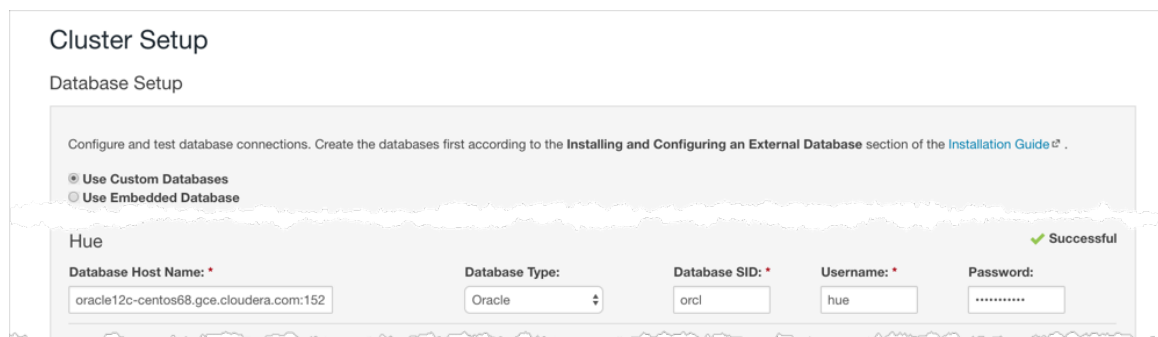 Cluster Setup
Database Setup
Configure and test database connections. Create the databases first according to the Installing and Configuring an External Database section of the Installation Guide .
Use Custom Databases
Use Embedded Database
Hue
Successful
Database Host Name: * Database Type: Database SID: * Username: * Password:
oracle12c-centos68.gce.cloudera.com:152 Oracle orcl hue •••••••••••